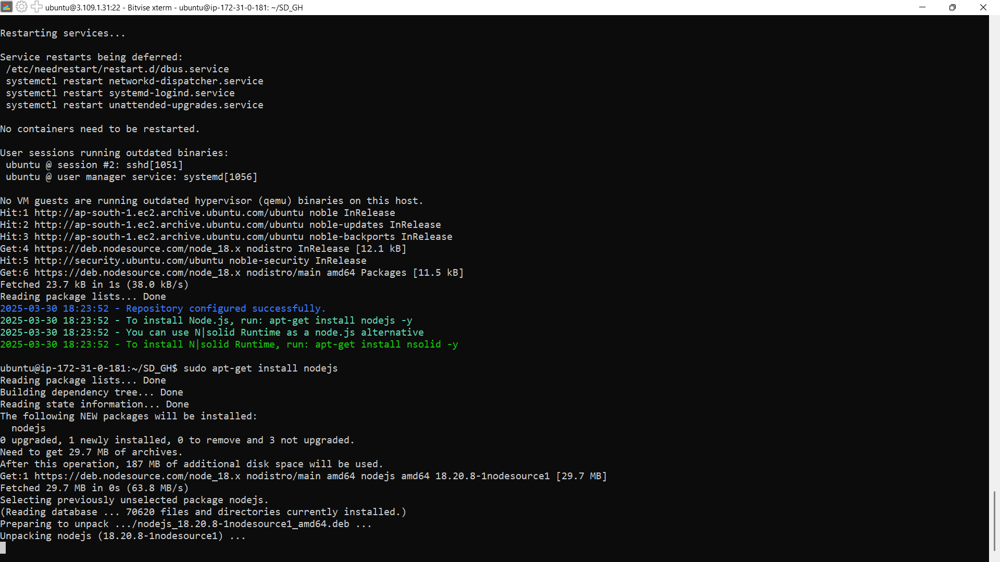 ubuntu@3.109.1.31:22 - Bitvise xterm - ubuntu@ip-172-31-0-181: ~/SD_GH
Restarting services...
Service restarts being deferred:
/etc/needrestart/restart.d/dbus.service
systemctl restart networkd-dispatcher.service
systemctl restart systemd-logind.service
systemctl restart unattended-upgrades.service
No containers need to be restarted.
User sessions running outdated binaries:
ubuntu @ session #2: sshd[1051]
ubuntu @ user manager service: systemd[1056]
No VM guests are running outdated hypervisor (qemu) binaries on this host.
Hit:1 http://ap-south-1.ec2.archive.ubuntu.com/ubuntu noble InRelease
Hit:2 http://ap-south-1.ec2.archive.ubuntu.com/ubuntu noble-updates InRelease
Hit:3 http://ap-south-1.ec2.archive.ubuntu.com/ubuntu noble-backports InRelease
Get:4 https://deb.nodesource.com/node_18.x nodistro InRelease [12.1 kB]
Hit:5 http://security.ubuntu.com/ubuntu noble-security InRelease
Get:6 https://deb.nodesource.com/node_18.x nodistro/main amd64 Packages [11.5 kB]
Fetched 23.7 kB in 1s (38.0 kB/s)
Reading package lists... Done
2025-03-30 18:23:52 - Repository configured successfully.
2025-03-30 18:23:52 - To install Node.js, run: apt-get install nodejs -y
2025-03-30 18:23:52 - You can use N|solid Runtime as a node.js alternative
2025-03-30 18:23:52 - To install N|solid Runtime, run: apt-get install nsolid -y
ubuntu@ip-172-31-0-181:~/SD_GH$ sudo apt-get install nodejs
Reading package lists... Done
Building dependency tree... Done
Reading state information... Done
The following NEW packages will be installed:
nodejs
0 upgraded, 1 newly installed, 0 to remove and 3 not upgraded.
Need to get 29.7 MB of archives.
After this operation, 187 MB of additional disk space will be used.
Get:1 https://deb.nodesource.com/node_18.x nodistro/main amd64 nodejs amd64 18.20.8-1nodesource1 [29.7 MB]
Fetched 29.7 MB in 0s (63.8 MB/s)
Selecting previously unselected package nodejs.
(Reading database ... 70620 files and directories currently installed.)
Preparing to unpack .../nodejs_18.20.8-1nodesource1_amd64.deb ...
Unpacking nodejs (18.20.8-1nodesource1) ...